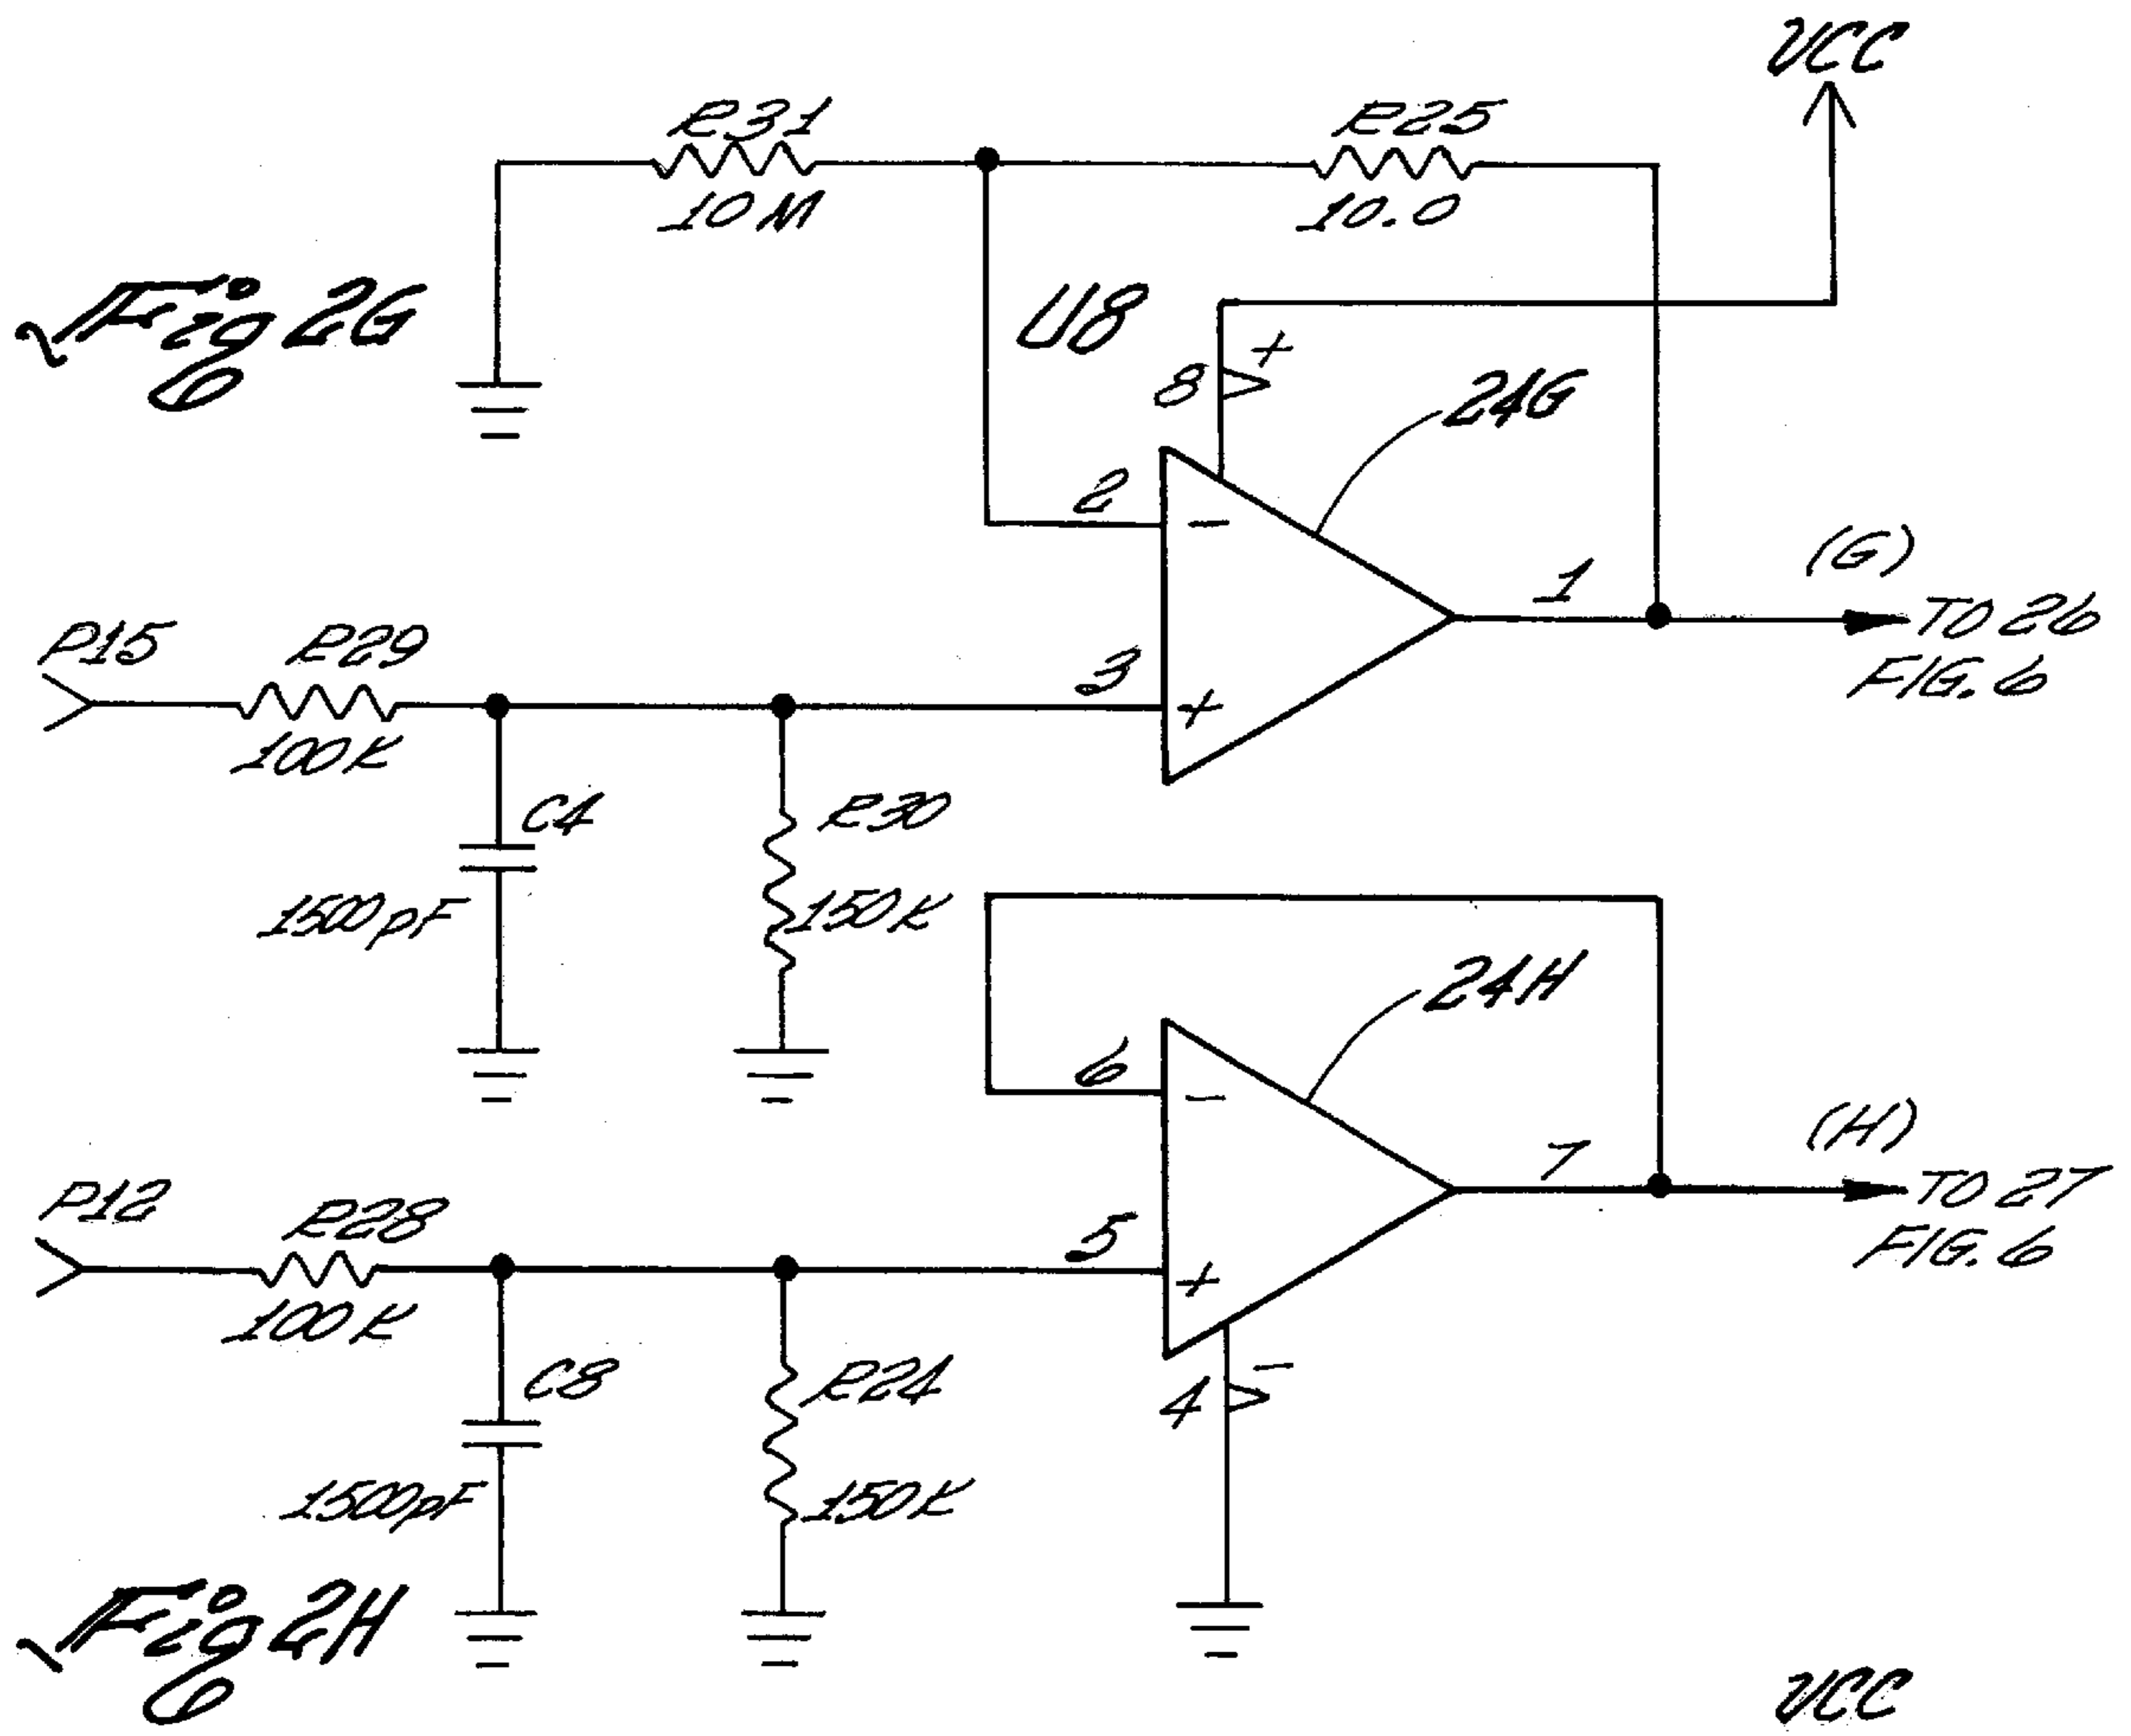 VCC
R31
R25
10M
10.0
Fig 2G
U8
+
8
24G
2
-
(G)
1
TO 26
FIG. 6
P15
R29
3
+
100K
C4
R30
1500pF
150K
24H
6
-
(H)
7
TO 27
FIG. 6
P12
R28
5
+
100K
C8
R24
-
4
1500pF
150K
Fig 2H
VCC